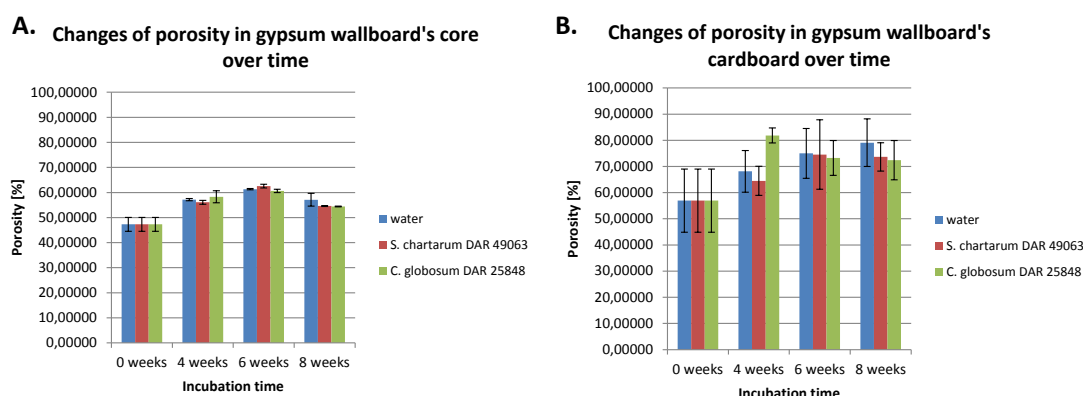 A.
Changes of porosity in gypsum wallboard's core
over time
100,00000
90,00000
80,00000
70,00000
60,00000
50,00000
40,00000
30,00000
20,00000
10,00000
0,00000
Porosity [%]
0 weeks 4 weeks 6 weeks 8 weeks
Incubation time
water
S. chartarum DAR 49063
C. globosum DAR 25848
B.
Changes of porosity in gypsum wallboard's
cardboard over time
100,00000
90,00000
80,00000
70,00000
60,00000
50,00000
40,00000
30,00000
20,00000
10,00000
0,00000
Porosity [%]
0 weeks 4 weeks 6 weeks 8 weeks
Incubation time
water
S. chartarum DAR 49063
C. globosum DAR 25848